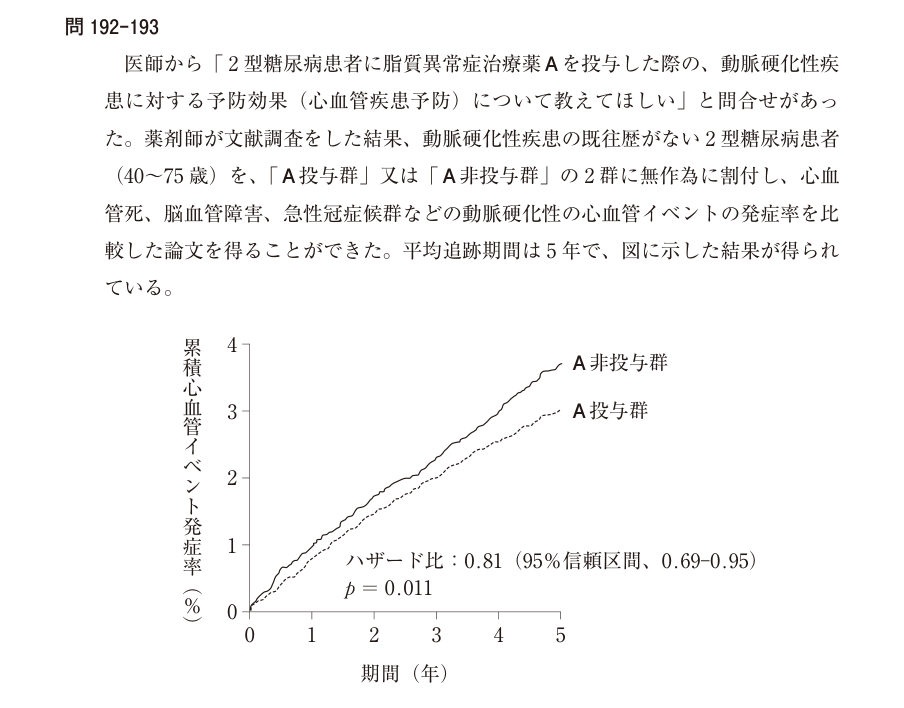 問 192-193
医師から「2型糖尿病患者に脂質異常症治療薬Aを投与した際の、動脈硬化性疾
患に対する予防効果（心血管疾患予防）について教えてほしい」と問合せがあっ
た。薬剤師が文献調査をした結果、動脈硬化性疾患の既往歴がない2型糖尿病患者
（40～75歳）を、「A投与群」又は「A非投与群」の2群に無作為に割付し、心血
管死、脳血管障害、急性冠症候群などの動脈硬化性の心血管イベントの発症率を比
較した論文を得ることができた。平均追跡期間は5年で、図に示した結果が得られ
ている。
累積心血管イベント発症率（％）
4
3
2
1
0
A 非投与群
A 投与群
ハザード比：0.81（95％信頼区間、0.69-0.95）
p = 0.011
0 1 2 3 4 5
期間（年）